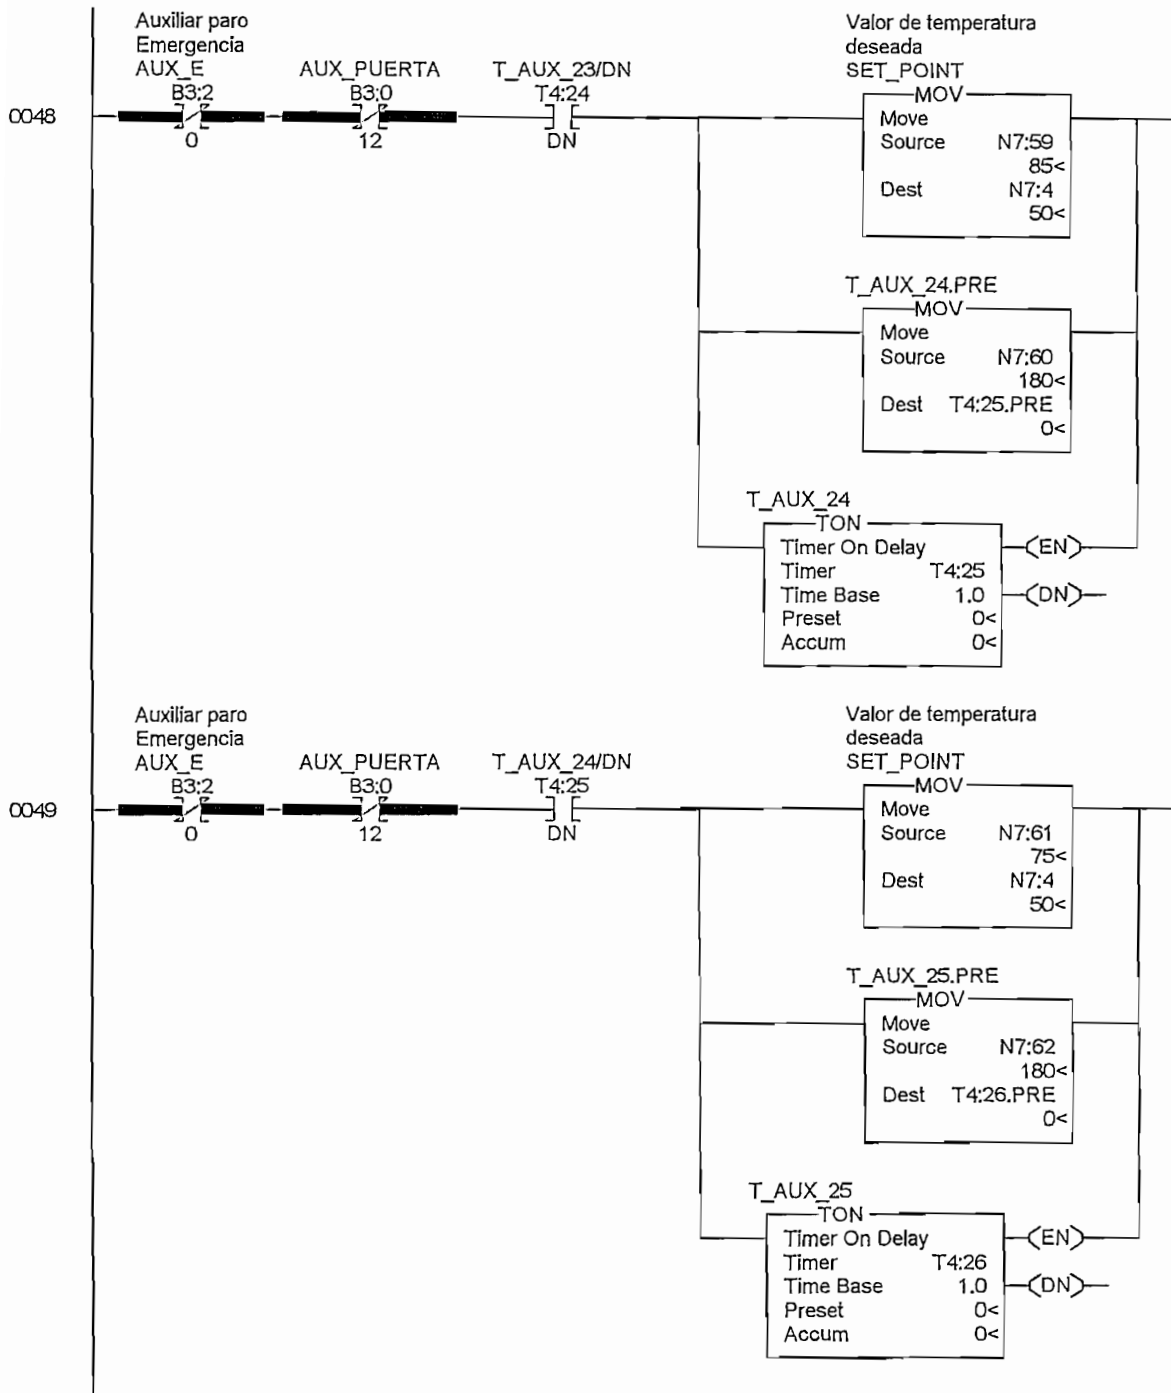 Auxiliar paro
Emergencia
AUX_E
B3:2
0
AUX_PUERTA
B3:0
12
T_AUX_23/DN
T4:24
DN
Valor de temperatura
deseada
SET_POINT
0048
MOV
Move
Source N7:59
85<
Dest N7:4
50<
T_AUX_24.PRE
MOV
Move
Source N7:60
180<
Dest T4:25.PRE
0<
T_AUX_24
TON
Timer On Delay (EN)
Timer T4:25
Time Base 1.0 (DN)
Preset 0<
Accum 0<
Auxiliar paro
Emergencia
AUX_E
B3:2
0
AUX_PUERTA
B3:0
12
T_AUX_24/DN
T4:25
DN
Valor de temperatura
deseada
SET_POINT
0049
MOV
Move
Source N7:61
75<
Dest N7:4
50<
T_AUX_25.PRE
MOV
Move
Source N7:62
180<
Dest T4:26.PRE
0<
T_AUX_25
TON
Timer On Delay (EN)
Timer T4:26
Time Base 1.0 (DN)
Preset 0<
Accum 0<